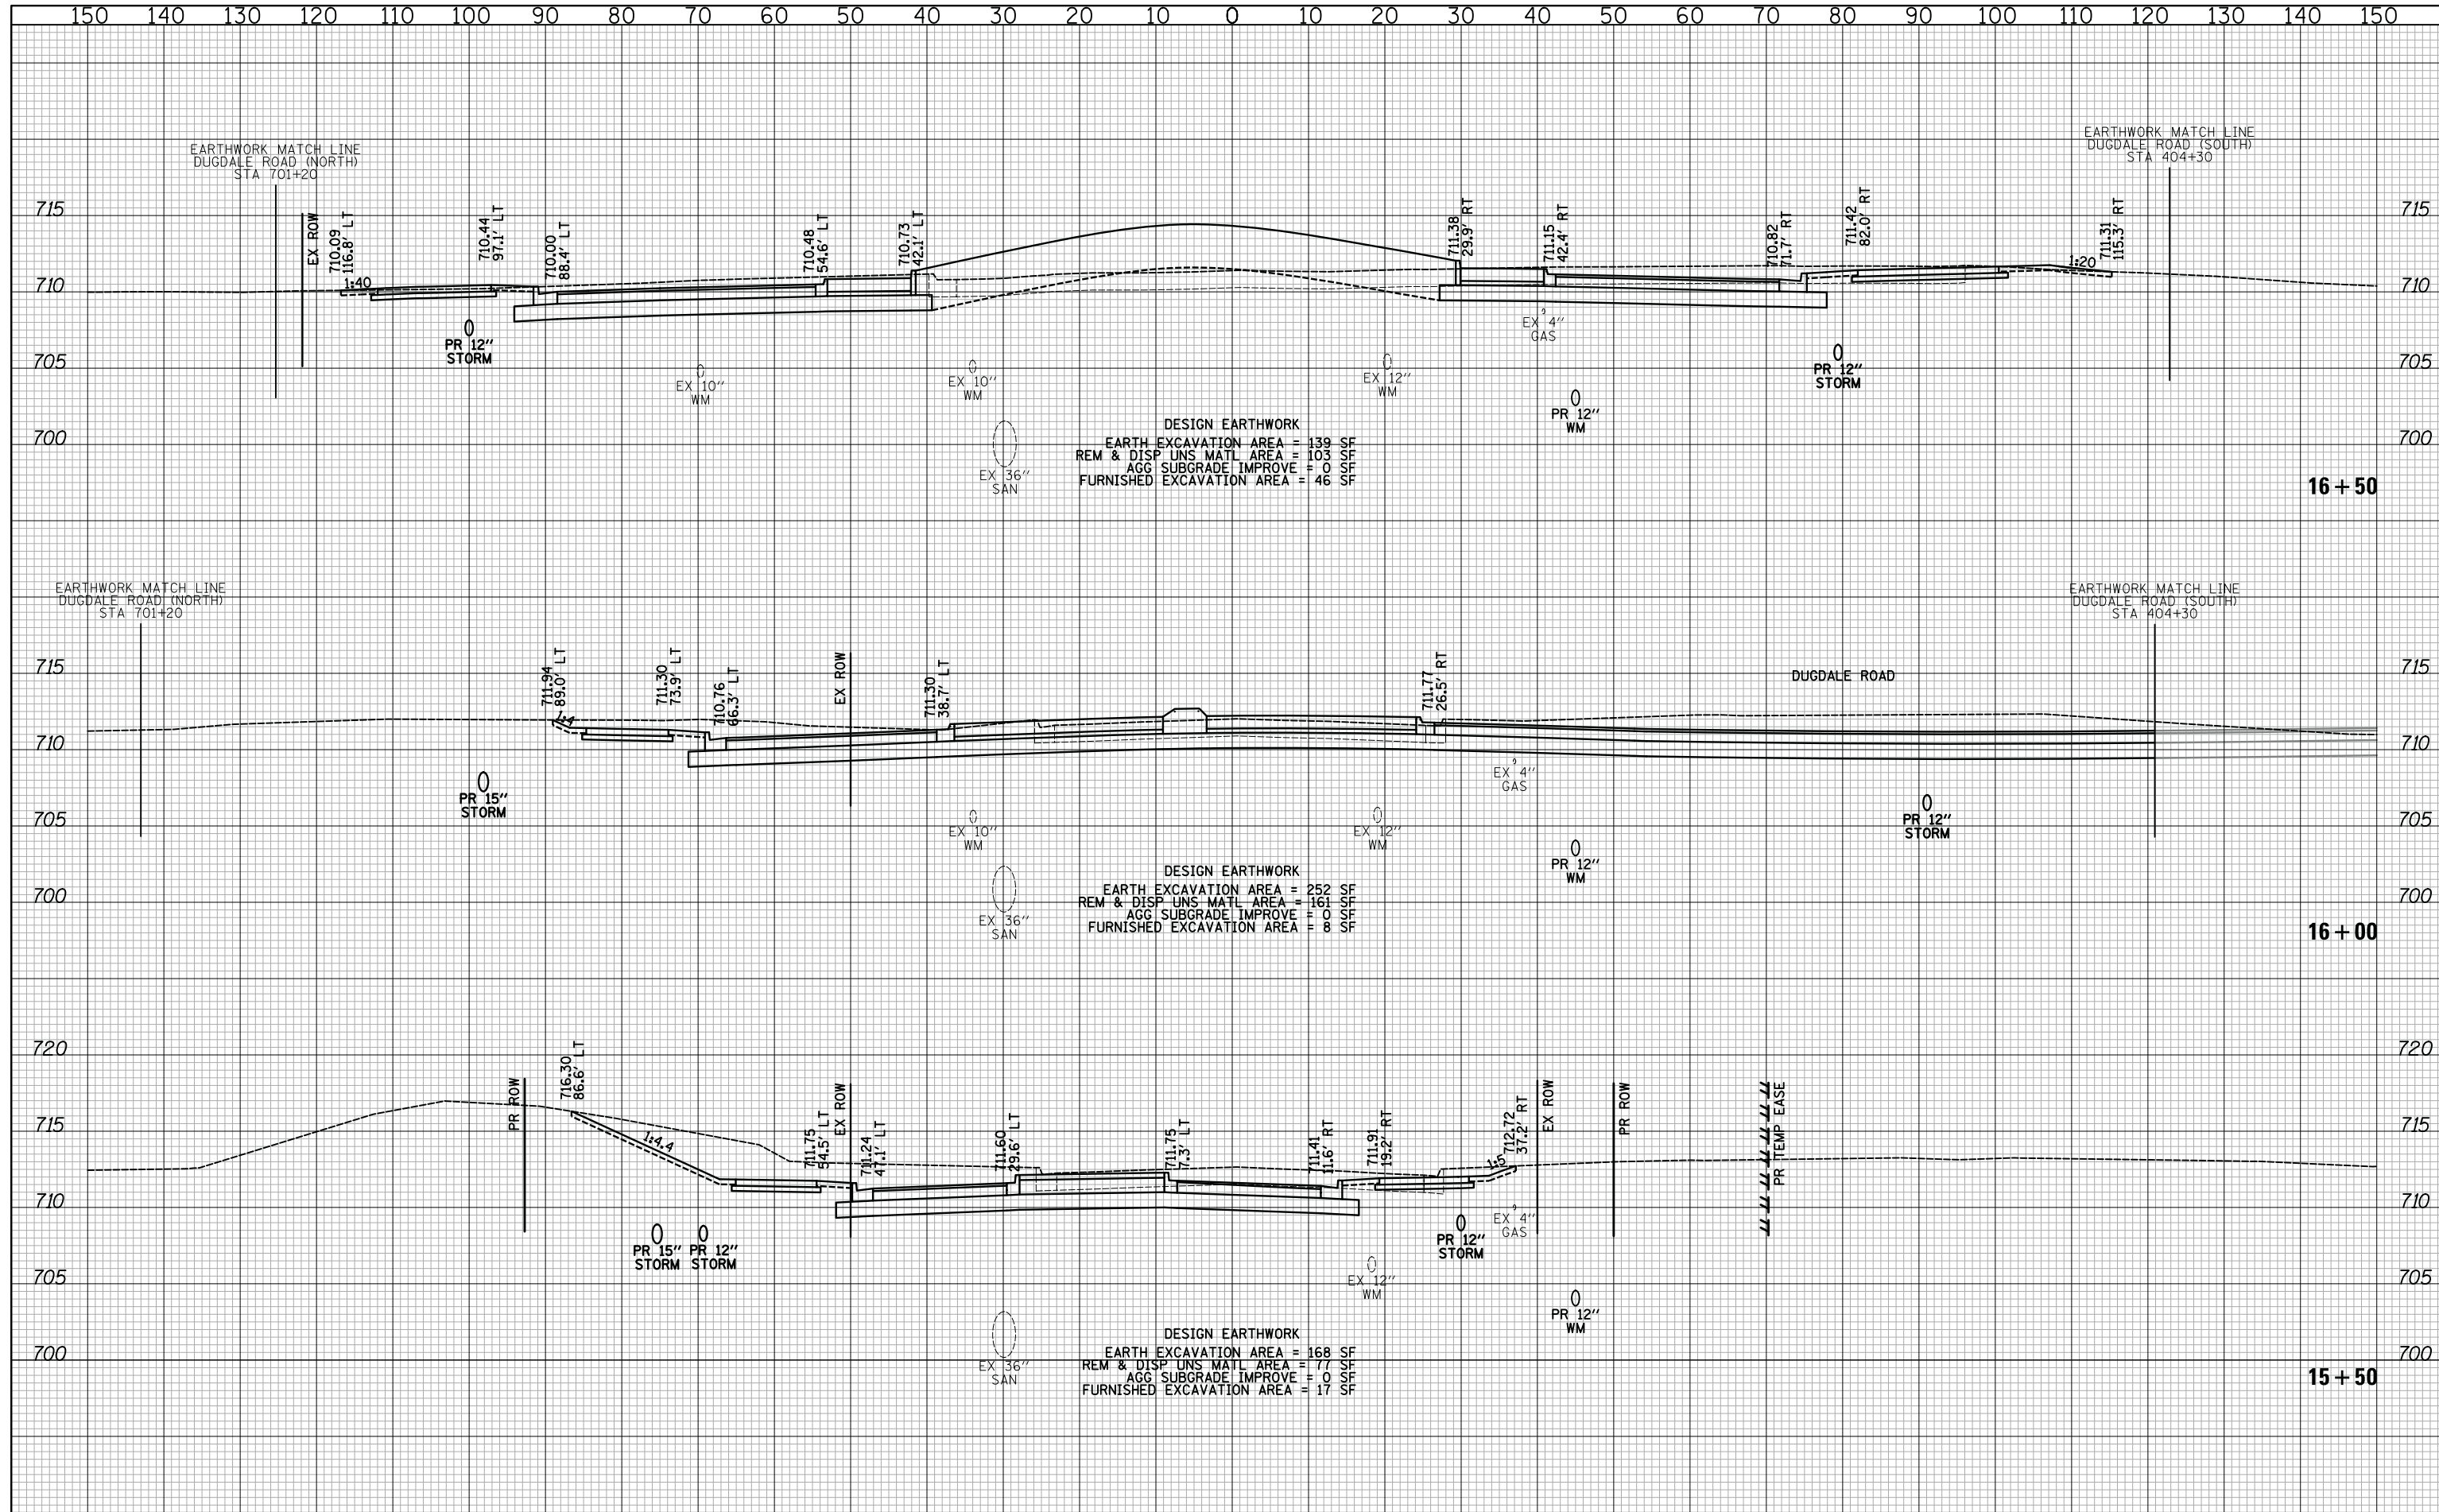 150 140 130 120 110 100 90 80 70 60 50 40 30 20 10 0 10 20 30 40 50 60 70 80 90 100 110 120 130 140 150
EARTHWORK MATCH LINE
DUGDALE ROAD (NORTH)
STA 701+20
EARTHWORK MATCH LINE
DUGDALE ROAD (SOUTH)
STA 404+30
715
715
710
710
705
705
700
700
EX ROW
710.09
116.8' LT
1:40
710.44
97.1' LT
710.00
88.4' LT
710.48
54.6' LT
710.73
42.1' LT
711.38
29.9' RT
711.15
42.4' RT
710.82
71.7' RT
711.42
82.0' RT
1:20
711.31
115.3' RT
PR 12"
STORM
EX 10"
WM
EX 10"
WM
EX 12"
WM
EX 4"
GAS
PR 12"
WM
PR 12"
STORM
EX 36"
SAN
DESIGN EARTHWORK
EARTH EXCAVATION AREA = 139 SF
REM & DISP UNS MATL AREA = 103 SF
AGG SUBGRADE IMPROVE = 0 SF
FURNISHED EXCAVATION AREA = 46 SF
16+50
EARTHWORK MATCH LINE
DUGDALE ROAD (NORTH)
STA 701+20
EARTHWORK MATCH LINE
DUGDALE ROAD (SOUTH)
STA 404+30
715
715
710
710
705
705
700
700
711.94
89.0' LT
1:4
711.30
73.9' LT
710.76
66.3' LT
EX ROW
711.30
38.7' LT
711.77
26.5' RT
DUGDALE ROAD
PR 15"
STORM
EX 10"
WM
EX 12"
WM
EX 4"
GAS
PR 12"
WM
PR 12"
STORM
EX 36"
SAN
DESIGN EARTHWORK
EARTH EXCAVATION AREA = 252 SF
REM & DISP UNS MATL AREA = 161 SF
AGG SUBGRADE IMPROVE = 0 SF
FURNISHED EXCAVATION AREA = 8 SF
16+00
720
720
715
715
710
710
705
705
700
700
PR ROW
716.30
86.6' LT
1:4.4
711.75
54.5' LT
EX ROW
711.24
47.1' LT
711.60
29.6' LT
711.75
7.3' LT
711.41
11.6' RT
711.91
19.2' RT
1:5
712.72
37.2' RT
EX ROW
PR ROW
PR TEMP EASE
PR 15"
STORM
PR 12"
STORM
PR 12"
STORM
EX 4"
GAS
EX 12"
WM
PR 12"
WM
EX 36"
SAN
DESIGN EARTHWORK
EARTH EXCAVATION AREA = 168 SF
REM & DISP UNS MATL AREA = 77 SF
AGG SUBGRADE IMPROVE = 0 SF
FURNISHED EXCAVATION AREA = 17 SF
15+50